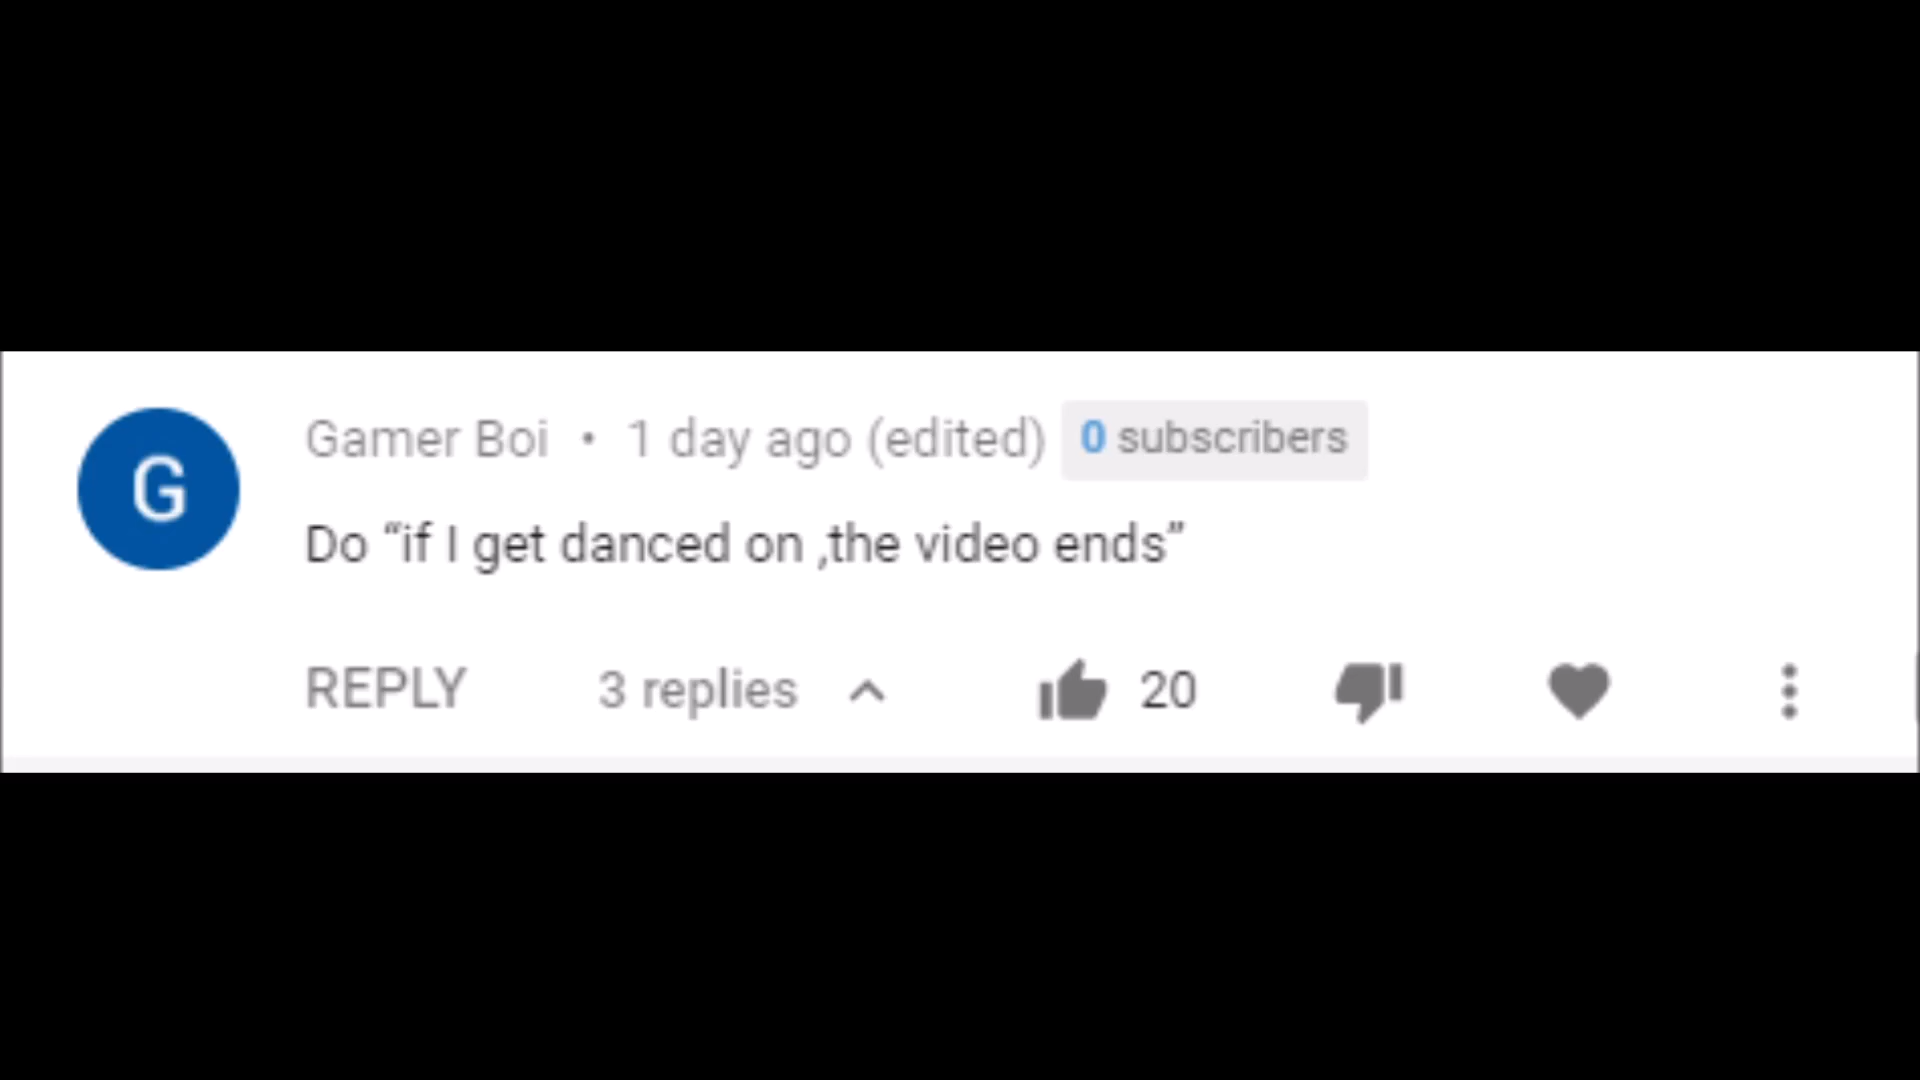 G
Gamer Boi • 1 day ago (edited) 0 subscribers
Do “if I get danced on ,the video ends”
REPLY 3 replies 20